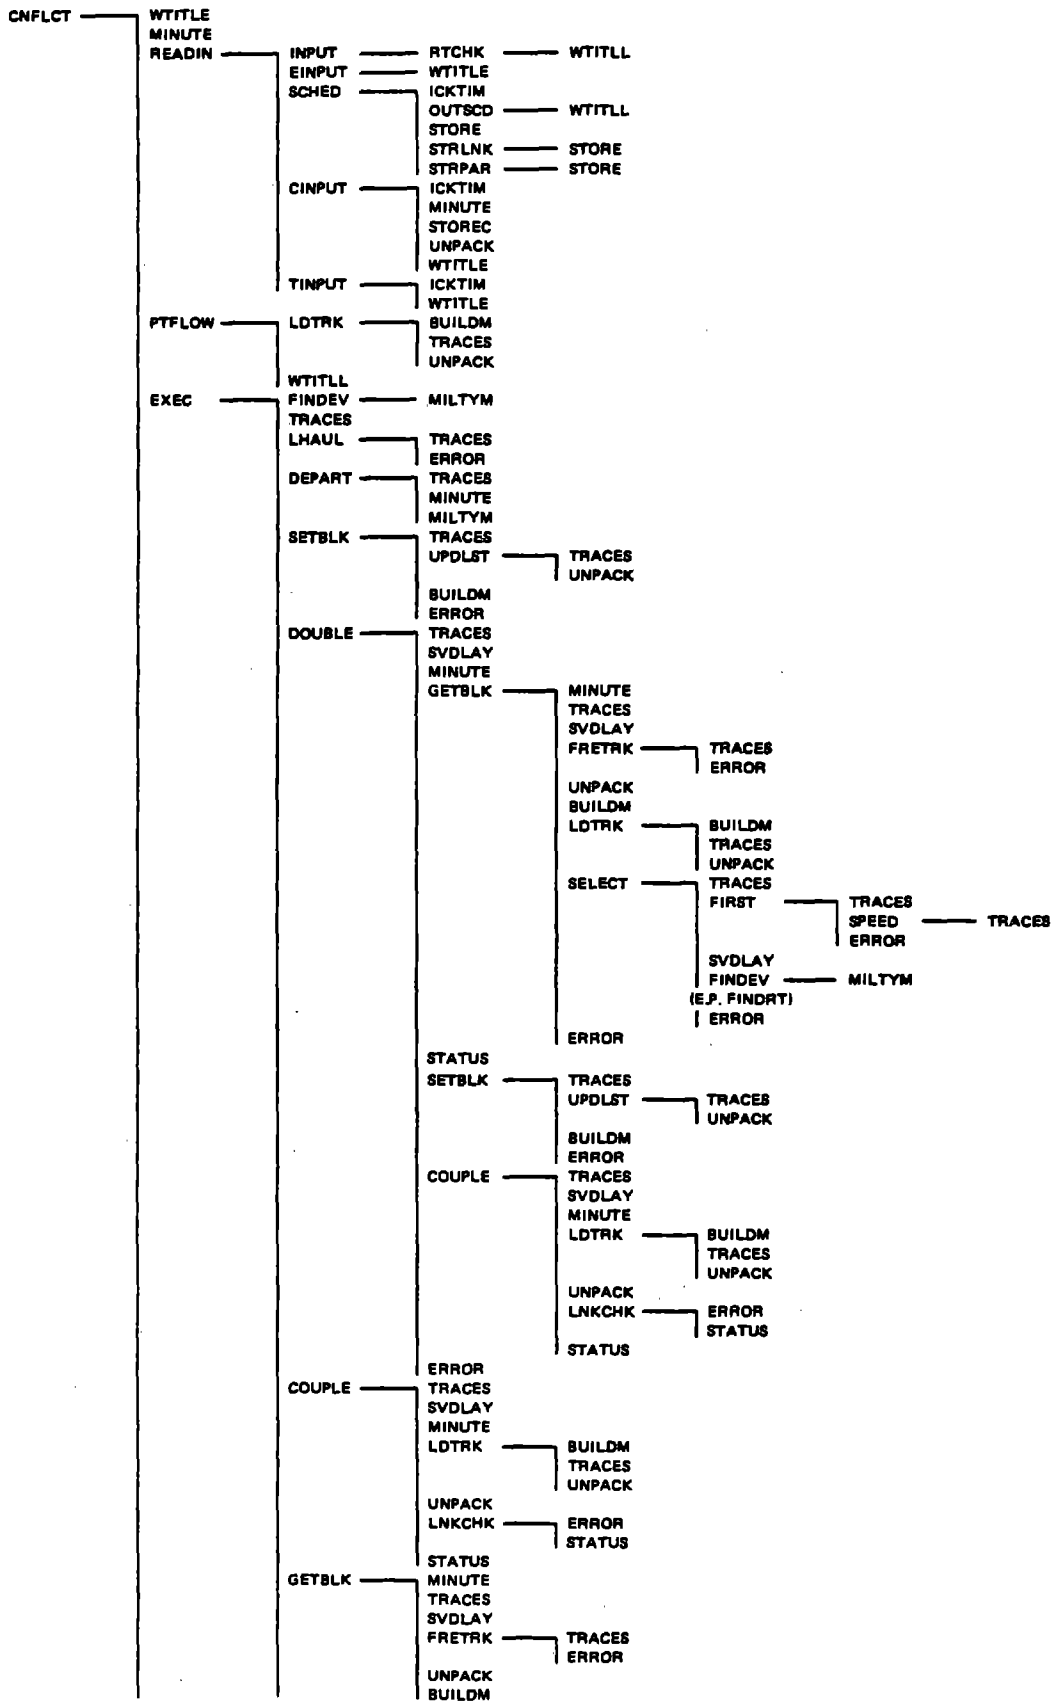 CNFLCT WTITLE
MINUTE
READIN INPUT RTCHK WTITLL
EINPUT WTITLE
SCHED ICKTIM
OUTSCD WTITLL
STORE
STRLNK STORE
STRPAR STORE
CINPUT ICKTIM
MINUTE
STOREC
UNPACK
WTITLE
TINPUT ICKTIM
WTITLE
PTFLOW LDTRK BUILDM
TRACES
UNPACK
WTITLL
EXEC FINDEV MILTYM
TRACES
LHAUL TRACES
ERROR
DEPART TRACES
MINUTE
MILTYM
SETBLK TRACES
UPDLST TRACES
UNPACK
BUILDM
ERROR
DOUBLE TRACES
SVDLAY
MINUTE
GETBLK MINUTE
TRACES
SVDLAY
FRETRK TRACES
ERROR
UNPACK
BUILDM
LDTRK BUILDM
TRACES
UNPACK
SELECT TRACES
FIRST TRACES
SPEED TRACES
ERROR
SVDLAY
FINDEV MILTYM
(E.P. FINDRT)
ERROR
ERROR
STATUS
SETBLK TRACES
UPDLST TRACES
UNPACK
BUILDM
ERROR
COUPLE TRACES
SVDLAY
MINUTE
LDTRK BUILDM
TRACES
UNPACK
UNPACK
LNKCHK ERROR
STATUS
STATUS
ERROR
COUPLE TRACES
SVDLAY
MINUTE
LDTRK BUILDM
TRACES
UNPACK
UNPACK
LNKCHK ERROR
STATUS
STATUS
GETBLK MINUTE
TRACES
SVDLAY
FRETRK TRACES
ERROR
UNPACK
BUILDM